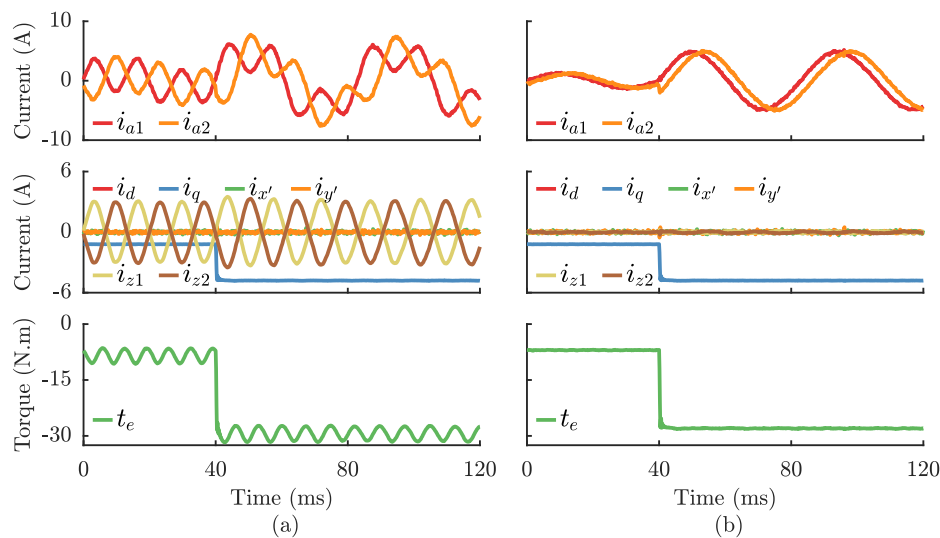 10
0
-10
Current (A)
i_{a1} i_{a2}
i_{a1} i_{a2}
6
0
-6
Current (A)
i_d i_q i_{x'} i_{y'}
i_{z1} i_{z2}
i_d i_q i_{x'} i_{y'}
i_{z1} i_{z2}
0
-15
-30
Torque (N.m)
t_e
t_e
0 40 80 120
0 40 80 120
Time (ms)
Time (ms)
(a)
(b)